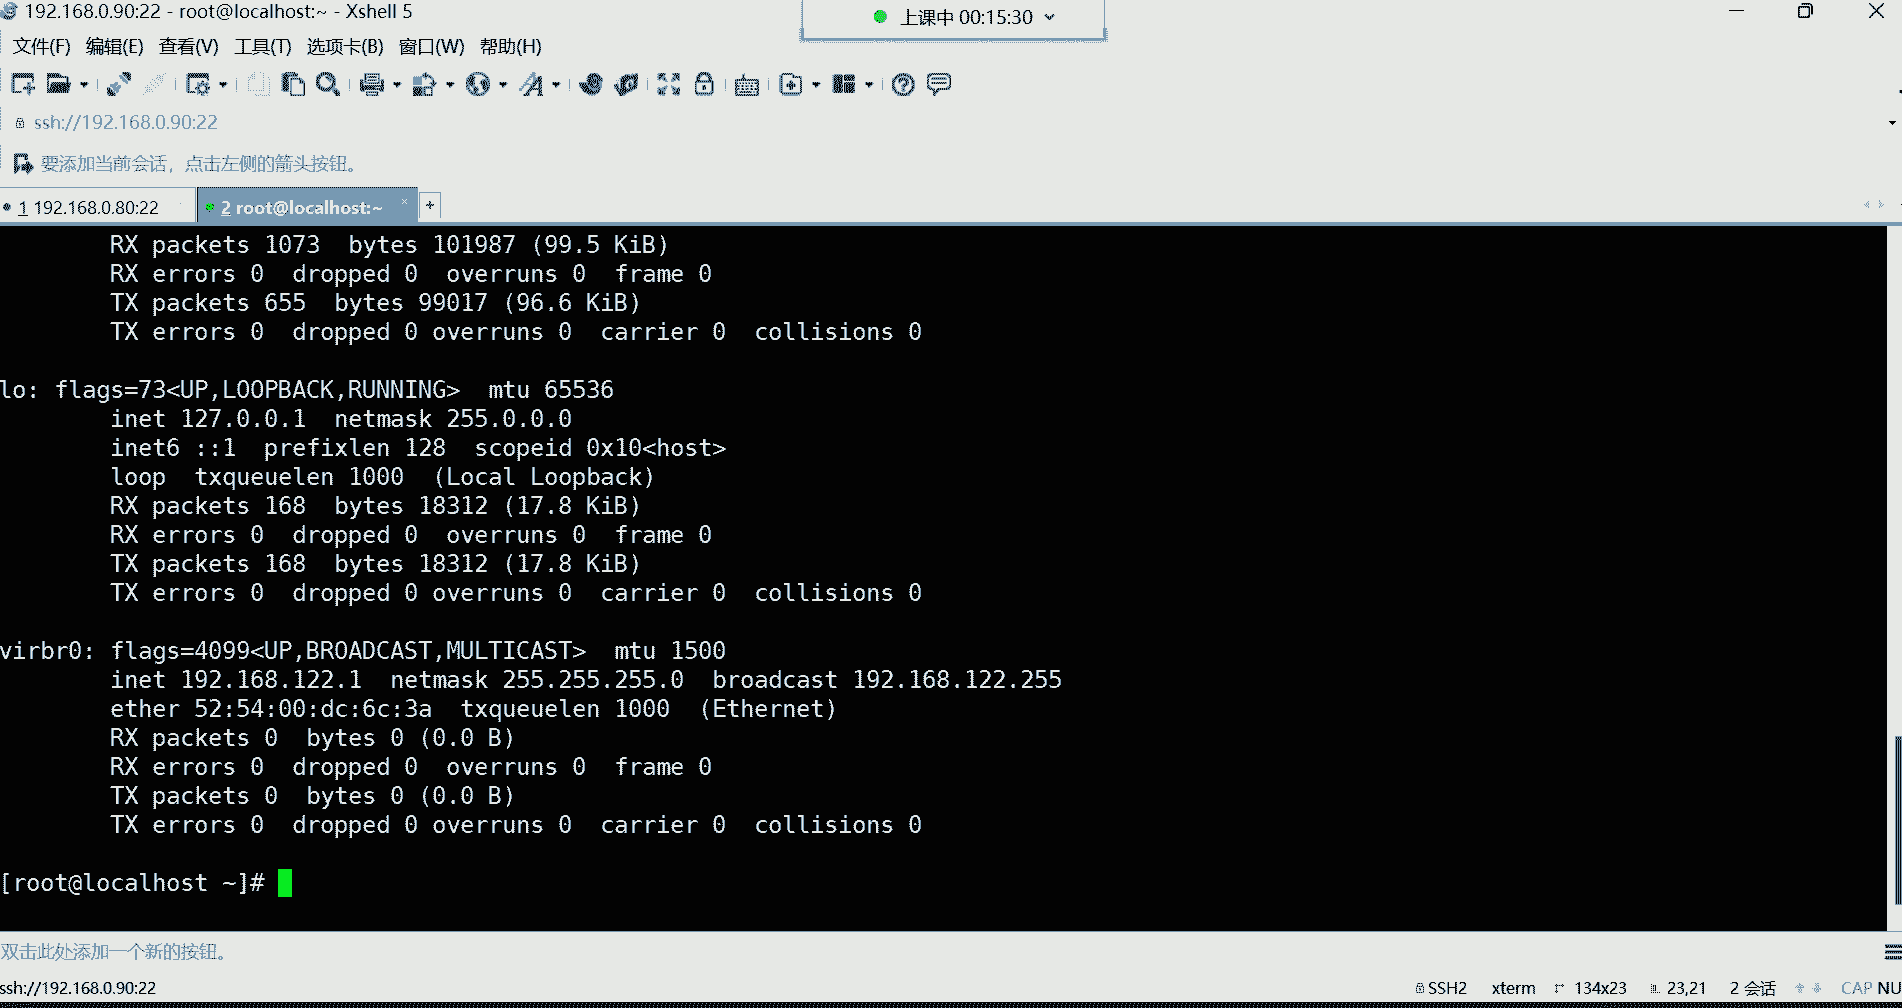 192.168.0.90:22 - root@localhost:~ - Xshell 5
上课中 00:15:30
文件(F) 编辑(E) 查看(V) 工具(T) 选项卡(B) 窗口(W) 帮助(H)
ssh://192.168.0.90:22
要添加当前会话，点击左侧的箭头按钮。
1 192.168.0.80:22 2 root@localhost:~
RX packets 1073  bytes 101987 (99.5 KiB)
RX errors 0  dropped 0  overruns 0  frame 0
TX packets 655  bytes 99017 (96.6 KiB)
TX errors 0  dropped 0 overruns 0  carrier 0  collisions 0
lo: flags=73<UP,LOOPBACK,RUNNING>  mtu 65536
inet 127.0.0.1  netmask 255.0.0.0
inet6 ::1  prefixlen 128  scopeid 0x10<host>
loop  txqueuelen 1000  (Local Loopback)
RX packets 168  bytes 18312 (17.8 KiB)
RX errors 0  dropped 0  overruns 0  frame 0
TX packets 168  bytes 18312 (17.8 KiB)
TX errors 0  dropped 0 overruns 0  carrier 0  collisions 0
virbr0: flags=4099<UP,BROADCAST,MULTICAST>  mtu 1500
inet 192.168.122.1  netmask 255.255.255.0  broadcast 192.168.122.255
ether 52:54:00:dc:6c:3a  txqueuelen 1000  (Ethernet)
RX packets 0  bytes 0 (0.0 B)
RX errors 0  dropped 0  overruns 0  frame 0
TX packets 0  bytes 0 (0.0 B)
TX errors 0  dropped 0 overruns 0  carrier 0  collisions 0
[root@localhost ~]#
双击此处添加一个新的按钮。
ssh://192.168.0.90:22 SSH2 xterm 134x23 23,21 2 会话 CAP NU